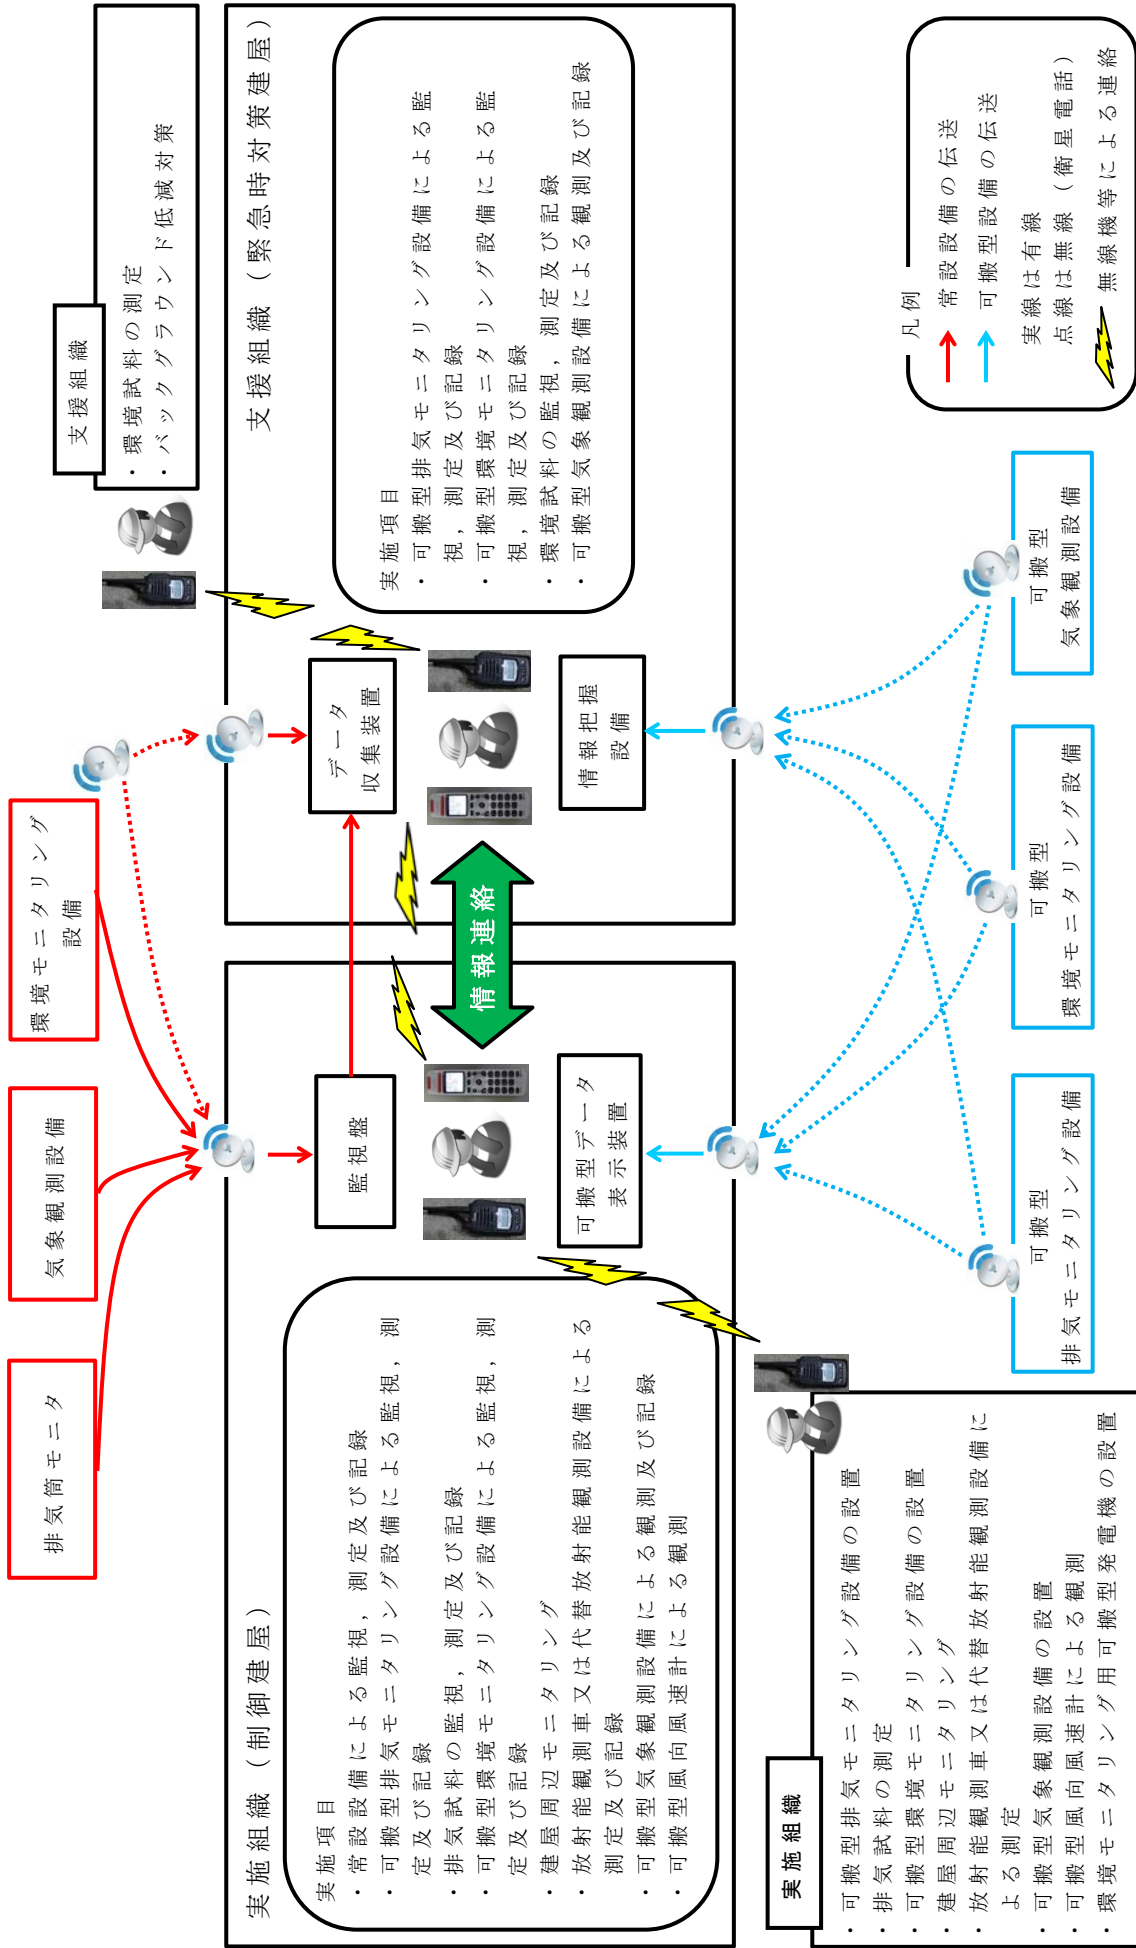 排気筒モニタ
気象観測設備
環境モニタリング
設備
支援組織
・環境試料の測定
・バックグラウンド低減対策
実施組織（制御建屋）
実施項目
・常設設備による監視，測定及び記録
・可搬型排気モニタリング設備による監視，測
定及び記録
・排気試料の監視，測定及び記録
・可搬型環境モニタリング設備による監視，測
定及び記録
・建屋周辺モニタリング
・放射能観測車又は代替放射能観測設備による
測定及び記録
・可搬型気象観測設備による観測及び記録
・可搬型風向風速計による観測
監視盤
可搬型データ
表示装置
情報連絡
支援組織（緊急時対策建屋）
データ
収集装置
情報把握
設備
実施項目
・可搬型排気モニタリング設備による監
視，測定及び記録
・可搬型環境モニタリング設備による監
視，測定及び記録
・環境試料の監視，測定及び記録
・可搬型気象観測設備による観測及び記録
実施組織
・可搬型排気モニタリング設備の設置
・排気試料の測定
・可搬型環境モニタリング設備の設置
・建屋周辺モニタリング
・放射能観測車又は代替放射能観測設備に
よる測定
・可搬型気象観測設備の設置
・可搬型風向風速計による観測
・環境モニタリング用可搬型発電機の設置
可搬型
排気モニタリング設備
可搬型
環境モニタリング設備
可搬型
気象観測設備
凡例
常設設備の伝送
可搬型設備の伝送
実線は有線
点線は無線（衛星電話）
無線機等による連絡